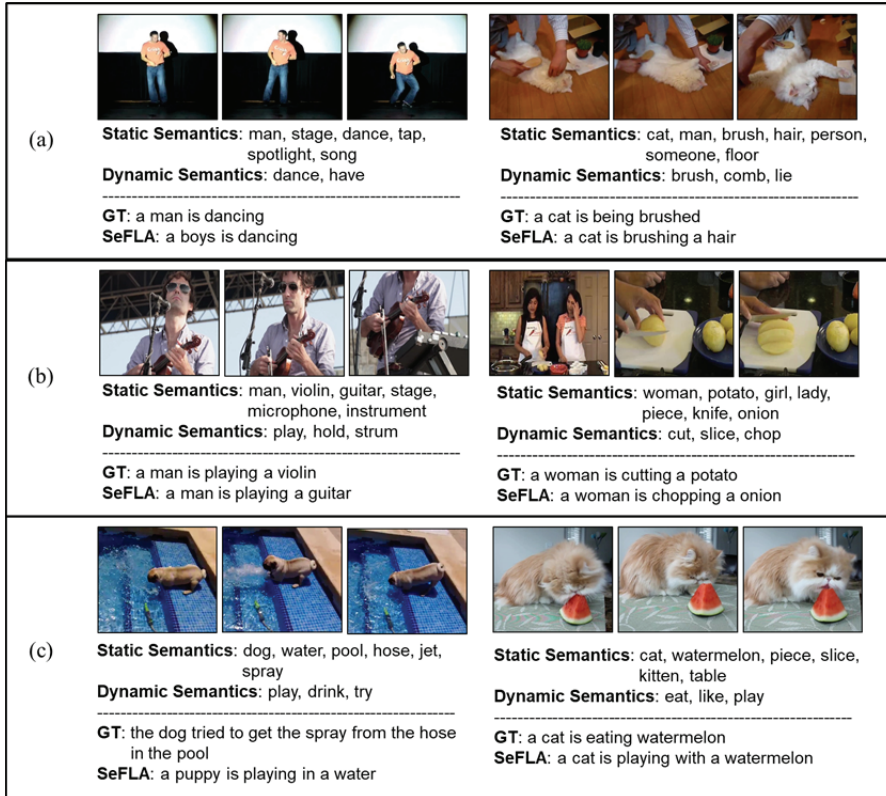 (a)
Static Semantics: man, stage, dance, tap,
spotlight, song
Dynamic Semantics: dance, have
GT: a man is dancing
SeFLA: a boys is dancing
Static Semantics: cat, man, brush, hair, person,
someone, floor
Dynamic Semantics: brush, comb, lie
GT: a cat is being brushed
SeFLA: a cat is brushing a hair
(b)
Static Semantics: man, violin, guitar, stage,
microphone, instrument
Dynamic Semantics: play, hold, strum
GT: a man is playing a violin
SeFLA: a man is playing a guitar
Static Semantics: woman, potato, girl, lady,
piece, knife, onion
Dynamic Semantics: cut, slice, chop
GT: a woman is cutting a potato
SeFLA: a woman is chopping a onion
(c)
Static Semantics: dog, water, pool, hose, jet,
spray
Dynamic Semantics: play, drink, try
GT: the dog tried to get the spray from the hose
in the pool
SeFLA: a puppy is playing in a water
Static Semantics: cat, watermelon, piece, slice,
kitten, table
Dynamic Semantics: eat, like, play
GT: a cat is eating watermelon
SeFLA: a cat is playing with a watermelon